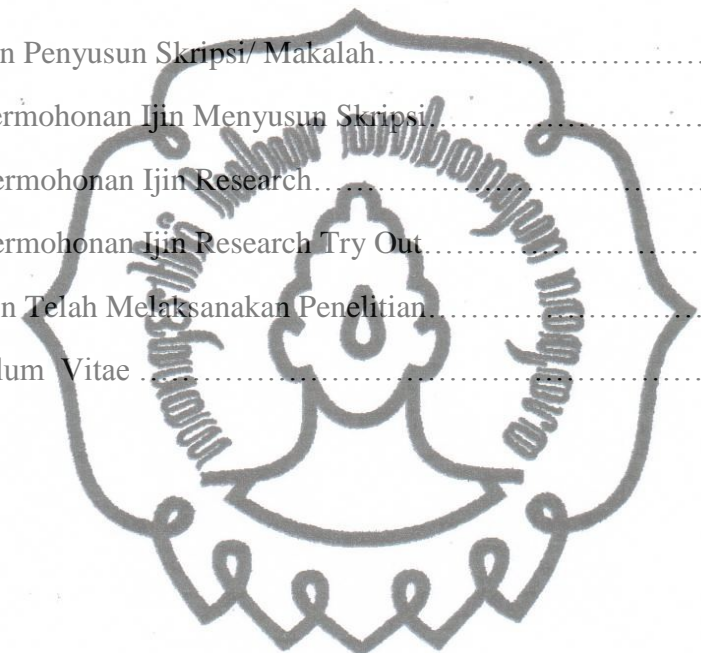 n Penyusun Skripsi/ Makalah...............................
ermohonan Ijin Menyusun Skripsi...........................
ermohonan Ijin Research...................................
ermohonan Ijin Research Try Out...........................
n Telah Melaksanakan Penelitian...........................
lum Vitae ................................................